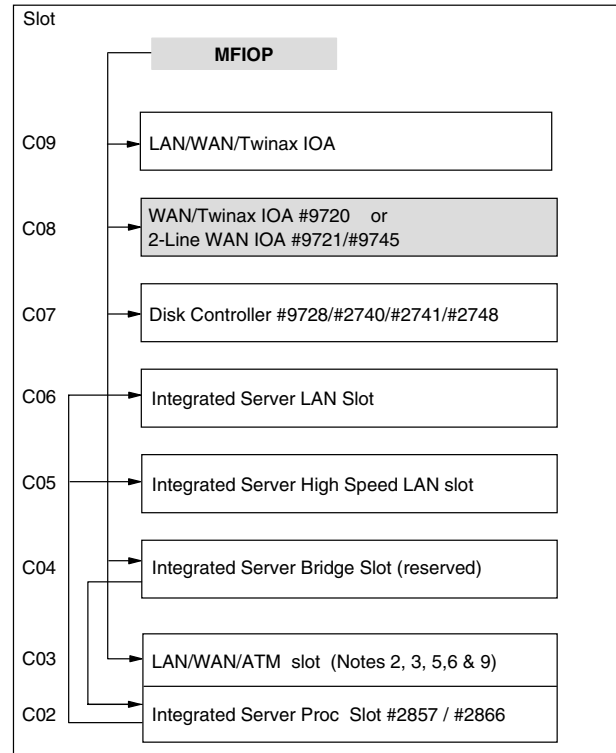 Slot
MFIOP
C09
LAN/WAN/Twinax IOA
C08
WAN/Twinax IOA #9720 or
2-Line WAN IOA #9721/#9745
C07
Disk Controller #9728/#2740/#2741/#2748
C06
Integrated Server LAN Slot
C05
Integrated Server High Speed LAN slot
C04
Integrated Server Bridge Slot (reserved)
C03
LAN/WAN/ATM slot (Notes 2, 3, 5,6 & 9)
C02
Integrated Server Proc Slot #2857 / #2866